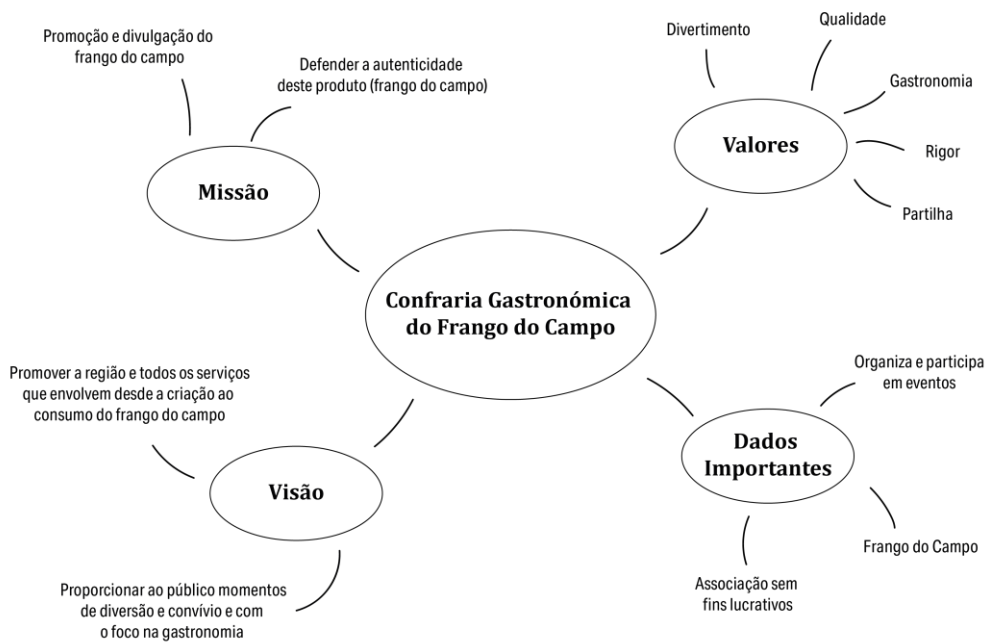 Promoção e divulgação do
frango do campo
Defender a autenticidade
deste produto (frango do campo)
Missão
Divertimento
Qualidade
Gastronomia
Rigor
Partilha
Valores
Confraria Gastronómica
do Frango do Campo
Promover a região e todos os serviços
que envolvem desde a criação ao
consumo do frango do campo
Visão
Proporcionar ao público momentos
de diversão e convívio e com
o foco na gastronomia
Organiza e participa
em eventos
Dados
Importantes
Frango do Campo
Associação sem
fins lucrativos